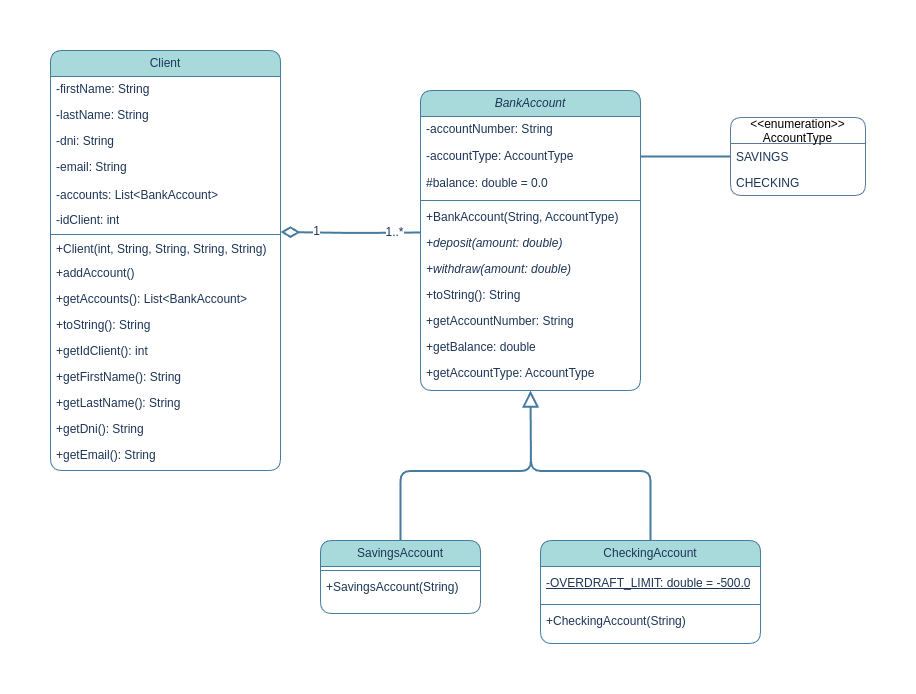 Client
-firstName: String
-lastName: String
-dni: String
-email: String
-accounts: List<BankAccount>
-idClient: int
+Client(int, String, String, String, String)
+addAccount()
+getAccounts(): List<BankAccount>
+toString(): String
+getIdClient(): int
+getFirstName(): String
+getLastName(): String
+getDni(): String
+getEmail(): String
1
1..*
BankAccount
-accountNumber: String
-accountType: AccountType
#balance: double = 0.0
+BankAccount(String, AccountType)
+deposit(amount: double)
+withdraw(amount: double)
+toString(): String
+getAccountNumber: String
+getBalance: double
+getAccountType: AccountType
<<enumeration>>
AccountType
SAVINGS
CHECKING
SavingsAccount
+SavingsAccount(String)
CheckingAccount
-OVERDRAFT_LIMIT: double = -500.0
+CheckingAccount(String)